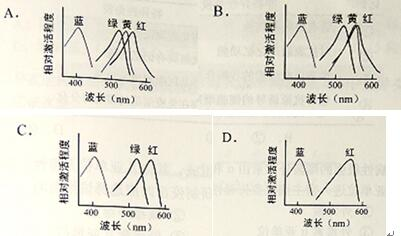 A.
相对激活程度
蓝 绿 黄 红
400 500 600
波长（nm）
B.
相对激活程度
蓝 绿 黄 红
400 500 600
波长（nm）
C.
相对激活程度
蓝 绿 红
400 500 600
波长（nm）
D.
相对激活程度
蓝 红
400 500 600
波长（nm）